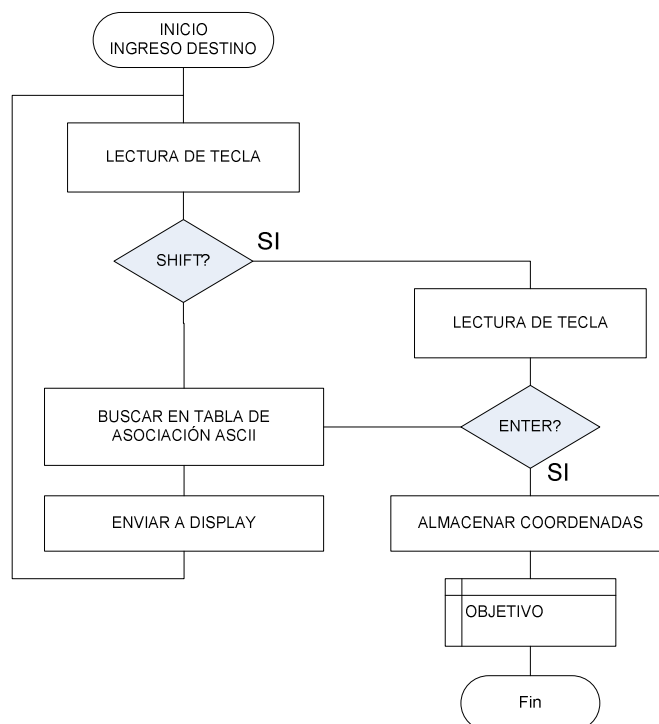 INICIO
INGRESO DESTINO
LECTURA DE TECLA
SHIFT?
SI
LECTURA DE TECLA
BUSCAR EN TABLA DE
ASOCIACIÓN ASCII
ENTER?
SI
ENVIAR A DISPLAY
ALMACENAR COORDENADAS
OBJETIVO
Fin